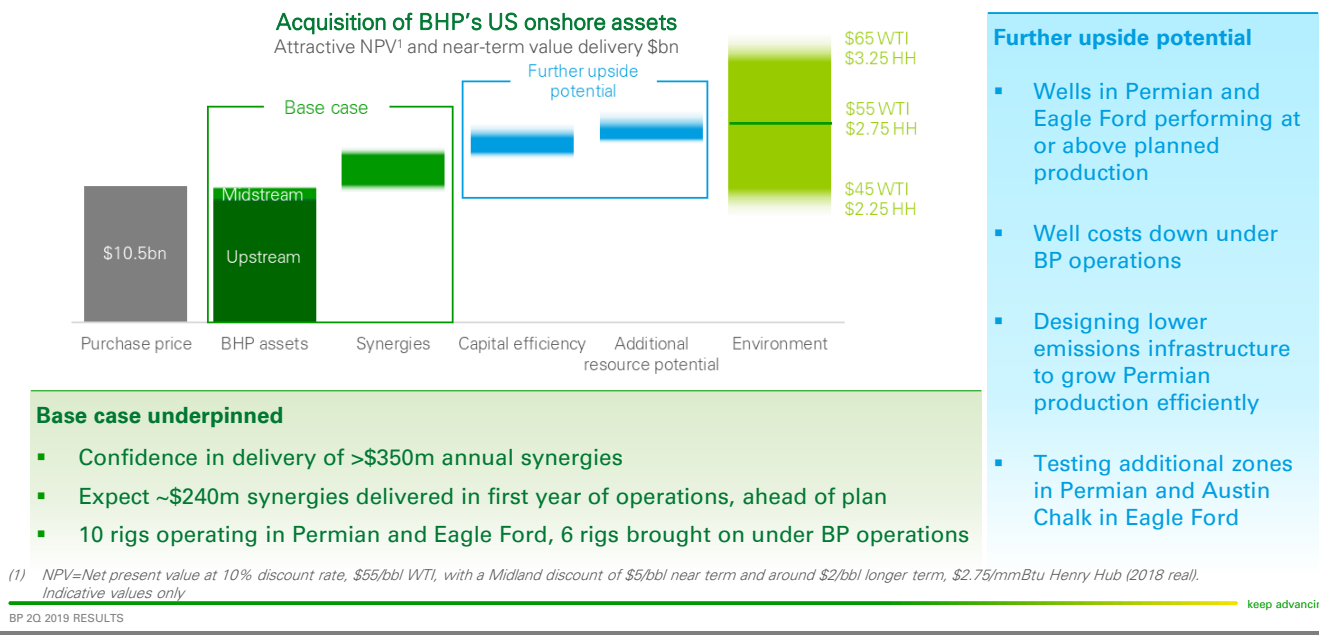 Acquisition of BHP's US onshore assets
Attractive NPV1 and near-term value delivery $bn
Further upside
potential
Base case
$65 WTI
$3.25 HH
$55 WTI
$2.75 HH
$45 WTI
$2.25 HH
$10.5bn
Midstream
Upstream
Purchase price
BHP assets
Synergies
Capital efficiency
Additional
resource potential
Environment
Further upside potential
▪ Wells in Permian and
Eagle Ford performing at
or above planned
production
▪ Well costs down under
BP operations
▪ Designing lower
emissions infrastructure
to grow Permian
production efficiently
▪ Testing additional zones
in Permian and Austin
Chalk in Eagle Ford
Base case underpinned
▪ Confidence in delivery of >$350m annual synergies
▪ Expect ~$240m synergies delivered in first year of operations, ahead of plan
▪ 10 rigs operating in Permian and Eagle Ford, 6 rigs brought on under BP operations
(1) NPV=Net present value at 10% discount rate, $55/bbl WTI, with a Midland discount of $5/bbl near term and around $2/bbl longer term, $2.75/mmBtu Henry Hub (2018 real).
Indicative values only
keep advancin
BP 2Q 2019 RESULTS